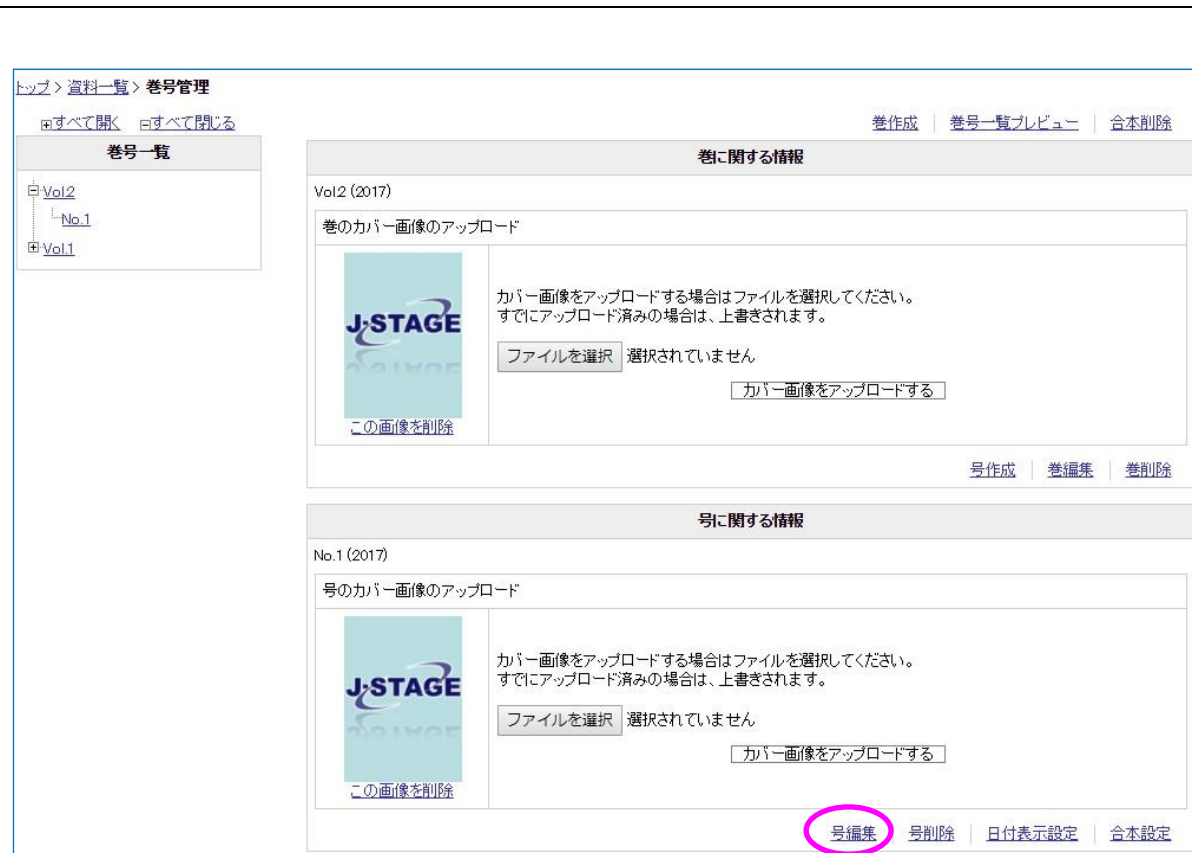 トップ > 資料一覧 > 巻号管理
すべて開く すべて閉じる
巻作成 | 巻号一覧プレビュー | 合本削除
巻号一覧
Vol.2
No.1
Vol.1
巻に関する情報
Vol.2 (2017)
巻のカバー画像のアップロード
J-STAGE
カバー画像をアップロードする場合はファイルを選択してください。
すでにアップロード済みの場合は、上書きされます。
ファイルを選択 選択されていません
カバー画像をアップロードする
この画像を削除
号作成 | 巻編集 | 巻削除
号に関する情報
No.1 (2017)
号のカバー画像のアップロード
J-STAGE
カバー画像をアップロードする場合はファイルを選択してください。
すでにアップロード済みの場合は、上書きされます。
ファイルを選択 選択されていません
カバー画像をアップロードする
この画像を削除
号編集 | 号削除 | 日付表示設定 | 合本設定